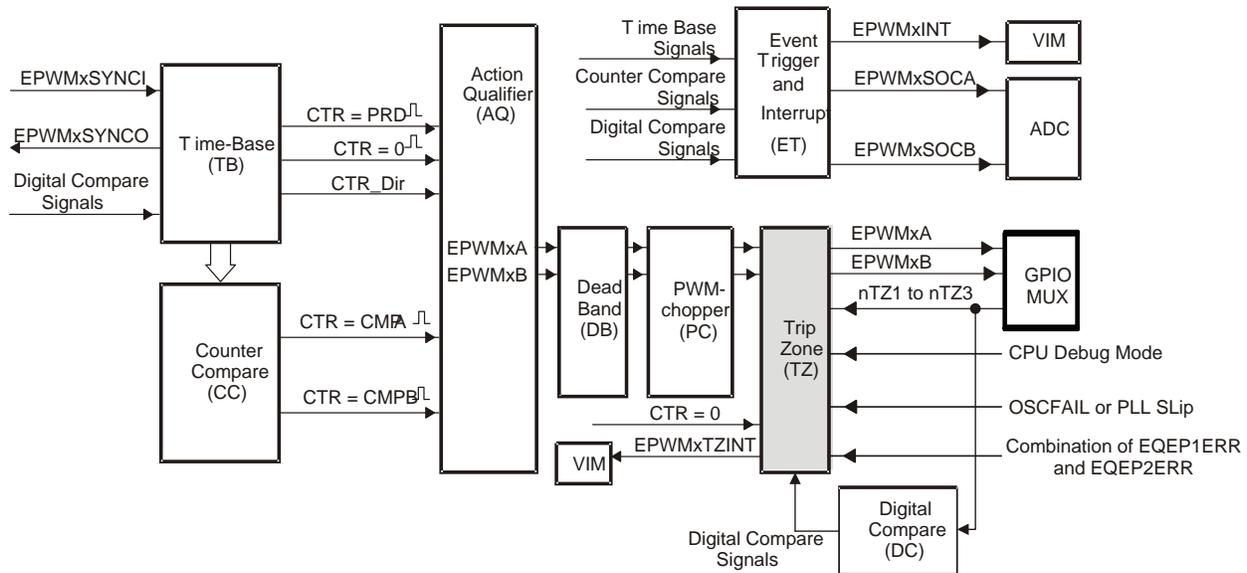 EPWMxSYNCI
EPWMxSYNCO
Digital Compare
Signals
Time-Base
(TB)
CTR = PRD
CTR = 0
CTR_Dir
Counter
Compare
(CC)
CTR = CMPA
CTR = CMPB
Action
Qualifier
(AQ)
EPWMxA
EPWMxB
Dead
Band
(DB)
PWM-
chopper
(PC)
CTR = 0
EPWMxTZINT
VIM
Time Base
Signals
Counter Compare
Signals
Digital Compare
Signals
Event
Trigger
and
Interrupt
(ET)
EPWMxINT
EPWMxSOCA
EPWMxSOCB
VIM
ADC
Trip
Zone
(TZ)
EPWMxA
EPWMxB
nTZ1 to nTZ3
GPIO
MUX
CPU Debug Mode
OSCFAIL or PLL SLip
Combination of EQEP1ERR
and EQEP2ERR
Digital Compare
Signals
Digital
Compare
(DC)